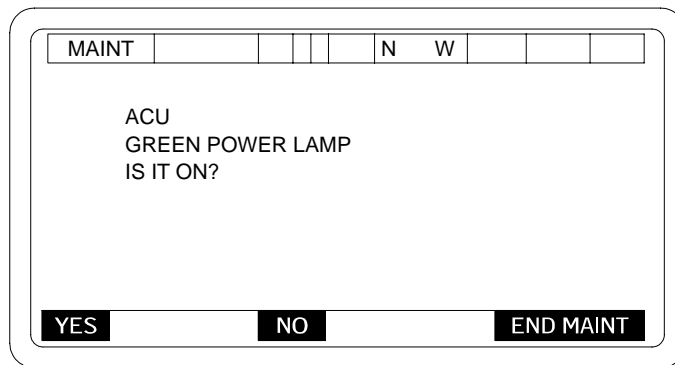 MAINT N W
ACU
GREEN POWER LAMP
IS IT ON?
YES NO END MAINT